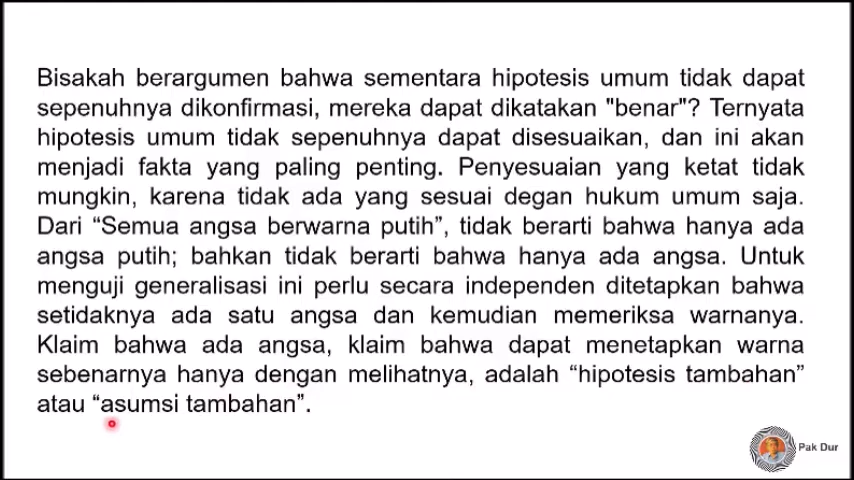 Bisakah berargumen bahwa sementara hipotesis umum tidak dapat
sepenuhnya dikonfirmasi, mereka dapat dikatakan "benar"? Ternyata
hipotesis umum tidak sepenuhnya dapat disesuaikan, dan ini akan
menjadi fakta yang paling penting. Penyesuaian yang ketat tidak
mungkin, karena tidak ada yang sesuai degan hukum umum saja.
Dari “Semua angsa berwarna putih”, tidak berarti bahwa hanya ada
angsa putih; bahkan tidak berarti bahwa hanya ada angsa. Untuk
menguji generalisasi ini perlu secara independen ditetapkan bahwa
setidaknya ada satu angsa dan kemudian memeriksa warnanya.
Klaim bahwa ada angsa, klaim bahwa dapat menetapkan warna
sebenarnya hanya dengan melihatnya, adalah “hipotesis tambahan”
atau “asumsi tambahan”.
Pak Dur